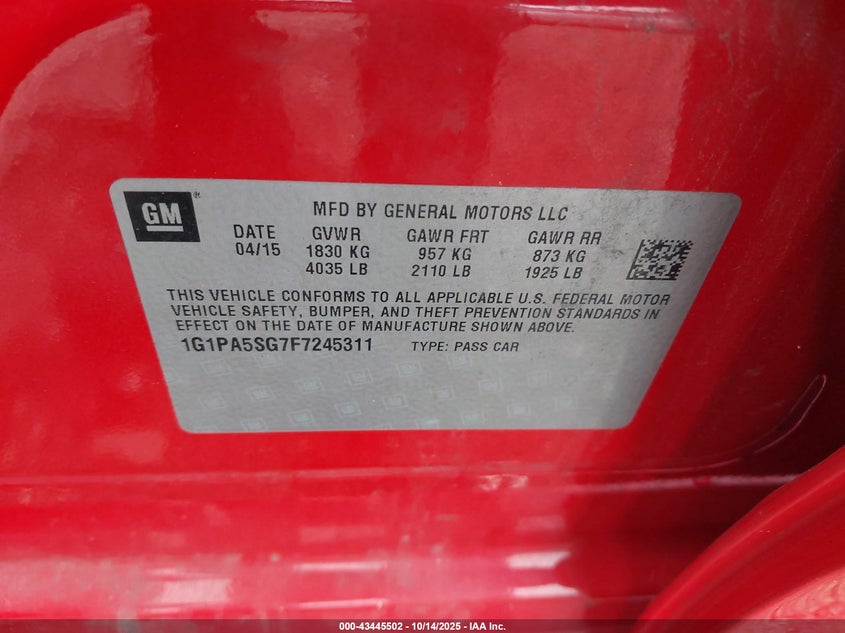 GM ®
MFD BY GENERAL MOTORS LLC
DATE GVWR GAWR FRT GAWR RR
04/15 1830 KG 957 KG 873 KG
4035 LB 2110 LB 1925 LB
THIS VEHICLE CONFORMS TO ALL APPLICABLE U.S. FEDERAL MOTOR
VEHICLE SAFETY, BUMPER, AND THEFT PREVENTION STANDARDS IN
EFFECT ON THE DATE OF MANUFACTURE SHOWN ABOVE.
1G1PA5SG7F7245311 TYPE: PASS CAR
000-43445502 | 10/14/2025 - IAA Inc.